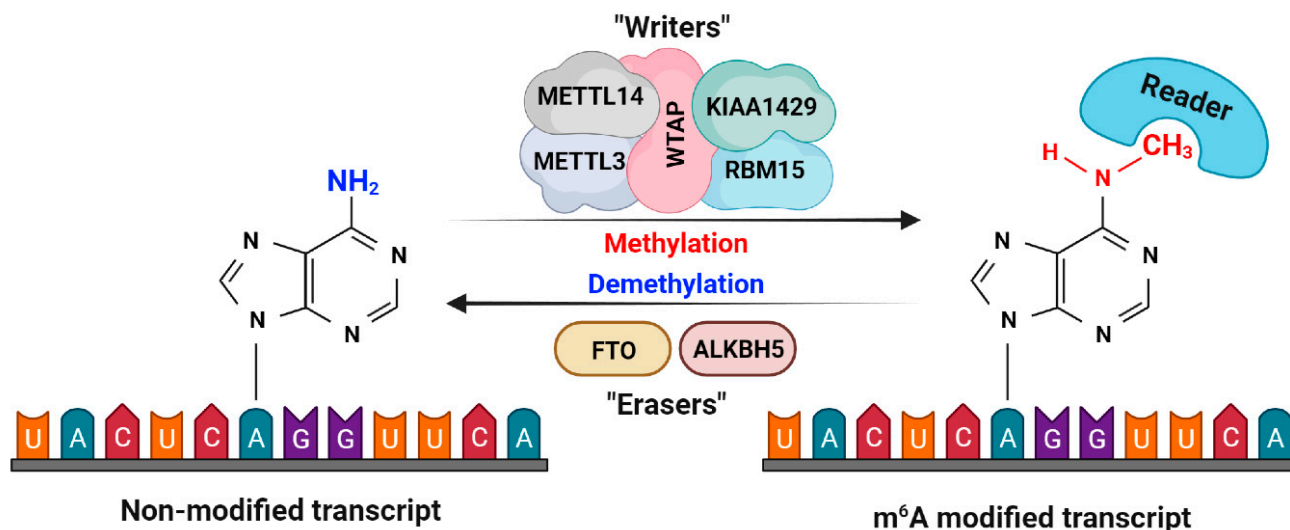 "Writers"
METTL14
WTAP
KIAA1429
METTL3
RBM15
Reader
NH₂
H
CH₃
N
N
N
N
N
Methylation
Demethylation
N
N
N
N
FTO
ALKBH5
"Erasers"
U A C U C A G G U U C A
U A C U C A G G U U C A
Non-modified transcript
m⁶A modified transcript